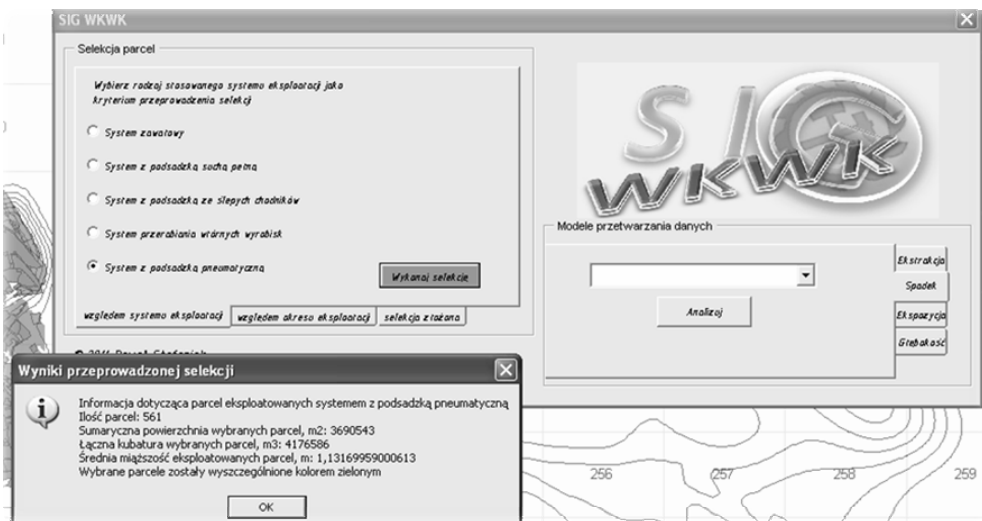 SIG WKWK
Selekcja parcel
Wybierz rodzaj stosowanego systemu eksploatacji jako
kryterium przeprowadzenia selekcji
System zawałowy
System z podsadzką suchą pełną
System z podsadzką ze ślepych chodników
System przerabiania wtórnych wyrobisk
System z podsadzką pneumatyczną
Wykonaj selekcję
względem systemu eksploatacji
względem okresu eksploatacji
selekcja złożona
SIG
WKWK
Modele przetwarzania danych
Ekstrakcja
Spadek
Ekspozycja
Głębokość
Analizuj
Wyniki przeprowadzonej selekcji
Informacja dotycząca parcel eksploatowanych systemem z podsadzką pneumatyczną
Ilość parcel: 561
Sumaryczna powierzchnia wybranych parcel, m2: 3690543
Łączna kubatura wybranych parcel, m3: 4176586
Średnia miąższość eksploatowanych parcel, m: 1,13169959000613
Wybrane parcele zostały wyszczególnione kolorem zielonym
OK
256
257
258
259